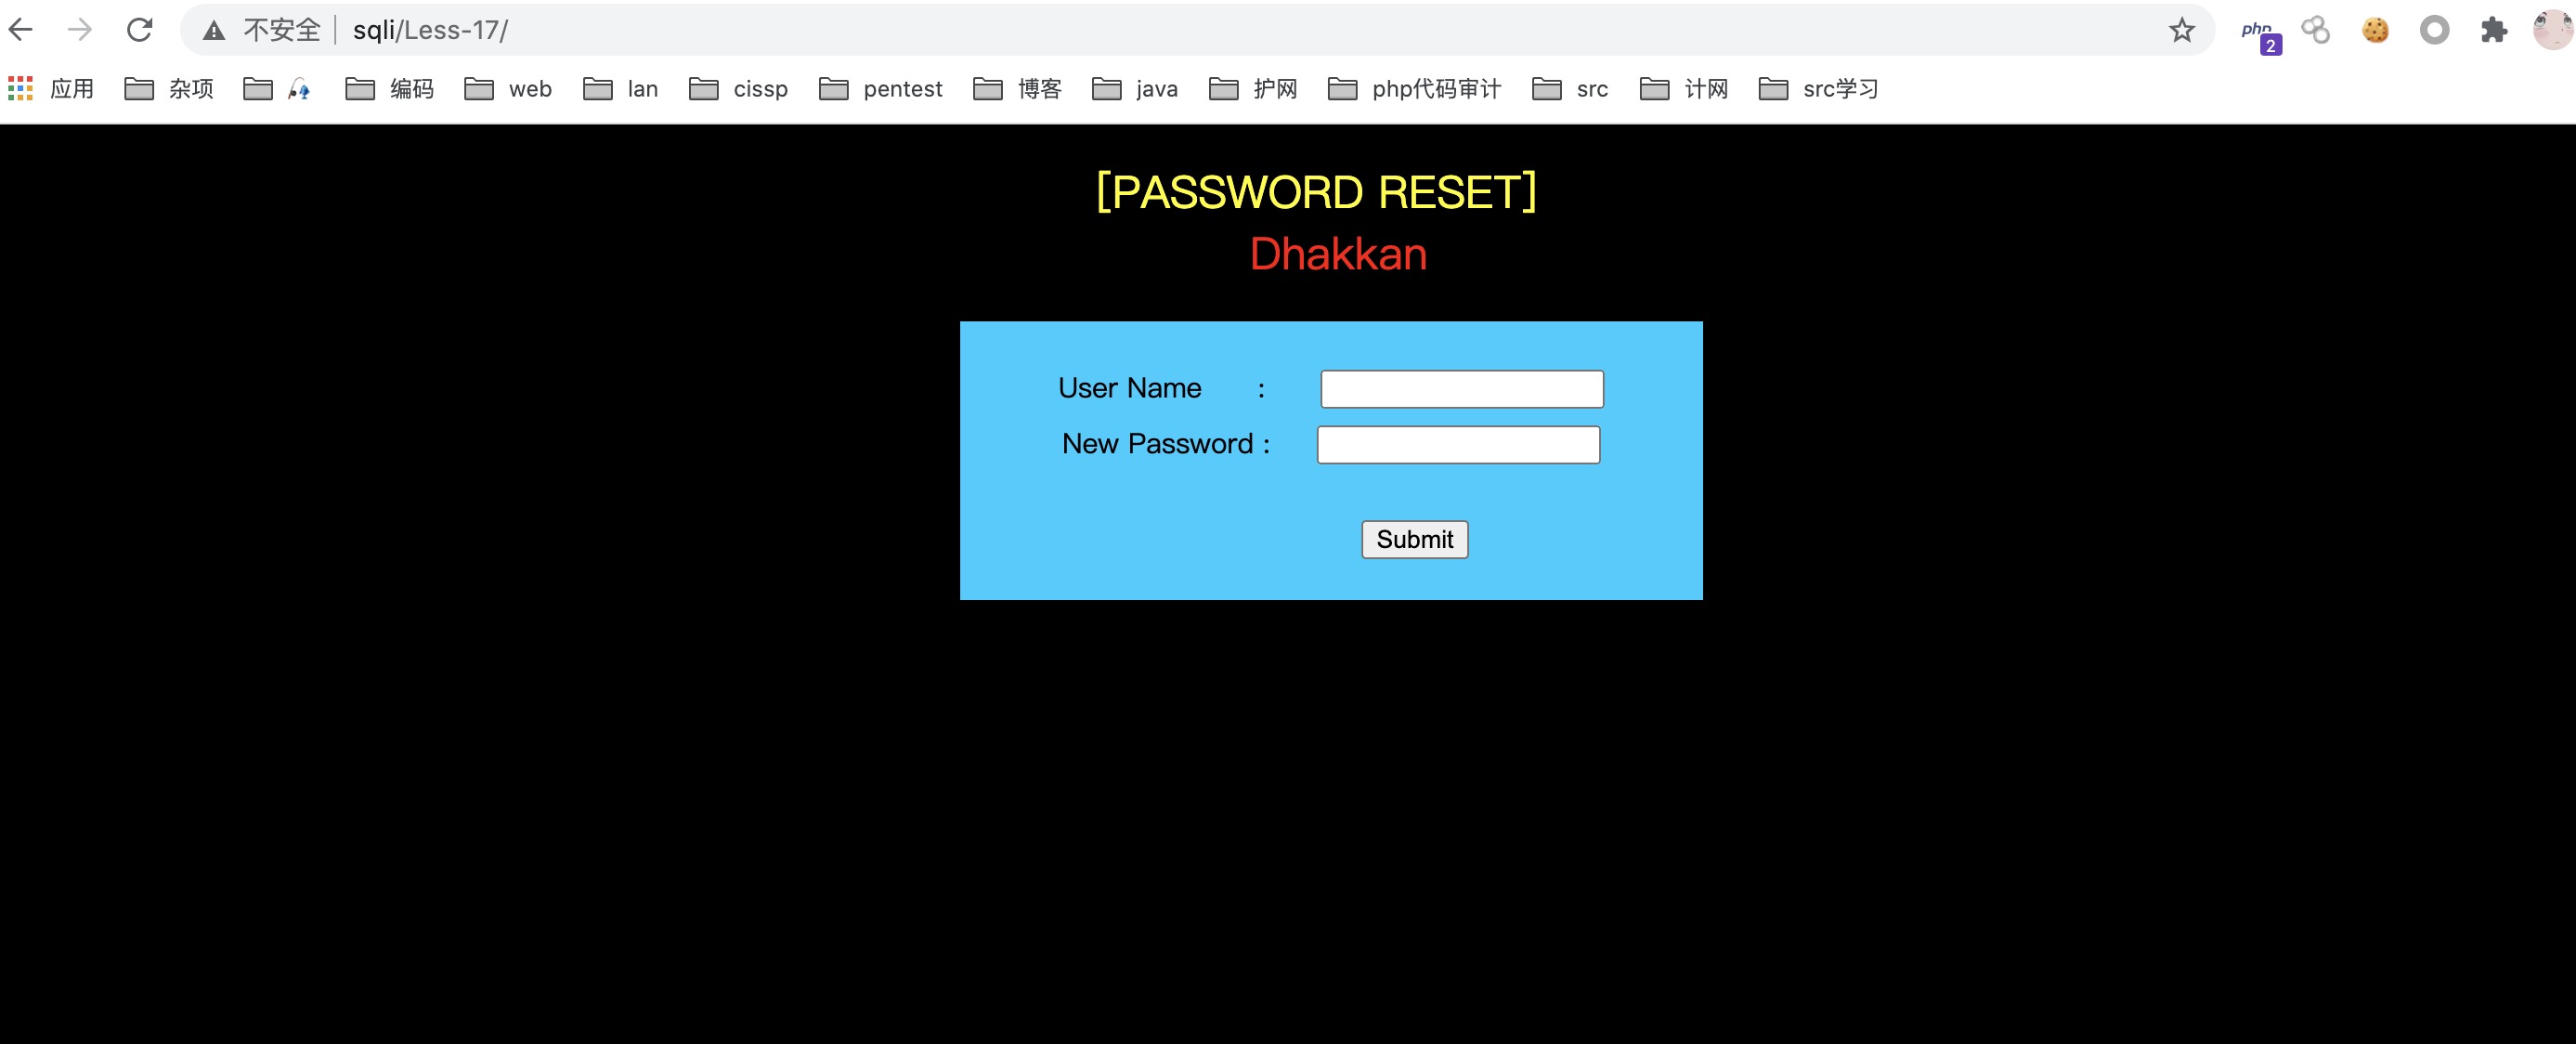 不安全 sqli/Less-17/
php 2
应用 杂项 编码 web lan cissp pentest 博客 java 护网 php代码审计 src 计网 src学习
[PASSWORD RESET]
Dhakkan
User Name :
New Password :
Submit